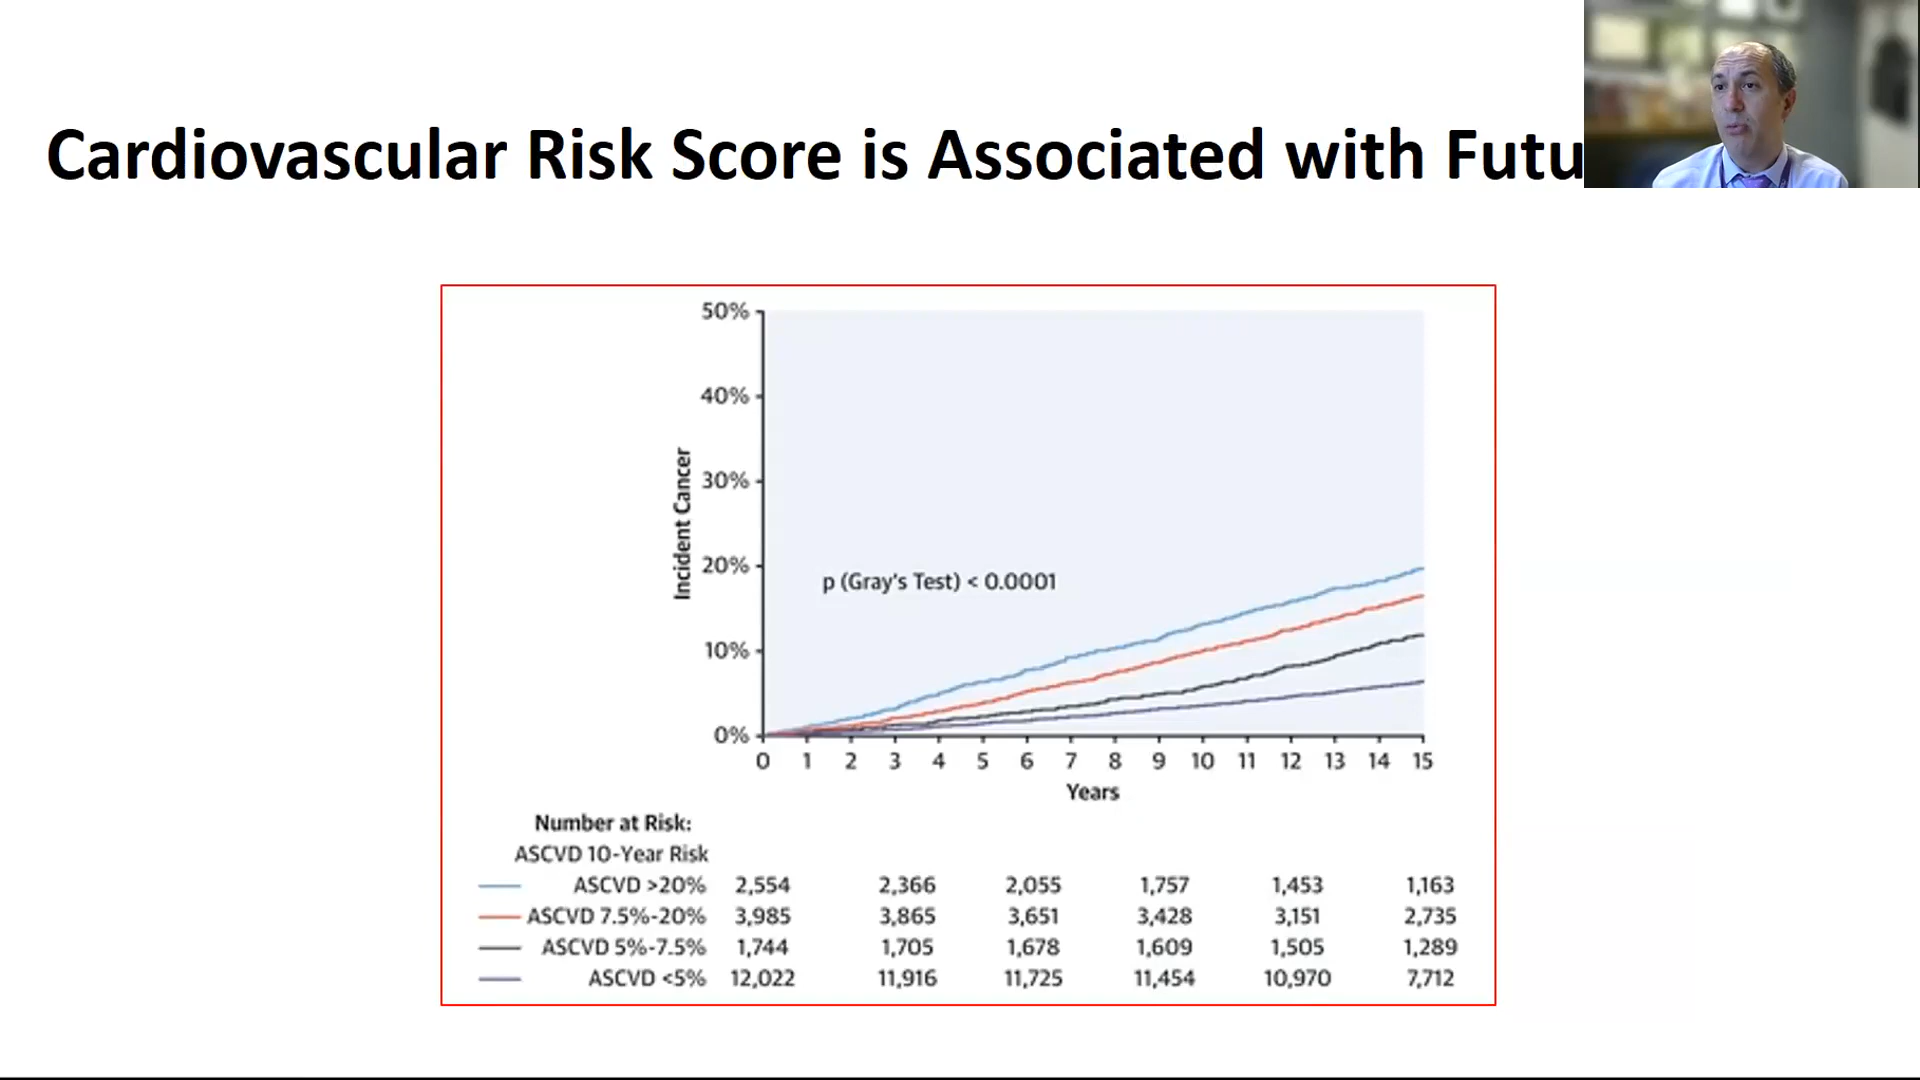 Cardiovascular Risk Score is Associated with Futu
50%
40%
30%
20%
10%
0%
Incident Cancer
p (Gray's Test) < 0.0001
0 1 2 3 4 5 6 7 8 9 10 11 12 13 14 15
Years
Number at Risk:
ASCVD 10-Year Risk
ASCVD >20% 2,554 2,366 2,055 1,757 1,453 1,163
ASCVD 7.5%-20% 3,985 3,865 3,651 3,428 3,151 2,735
ASCVD 5%-7.5% 1,744 1,705 1,678 1,609 1,505 1,289
ASCVD <5% 12,022 11,916 11,725 11,454 10,970 7,712